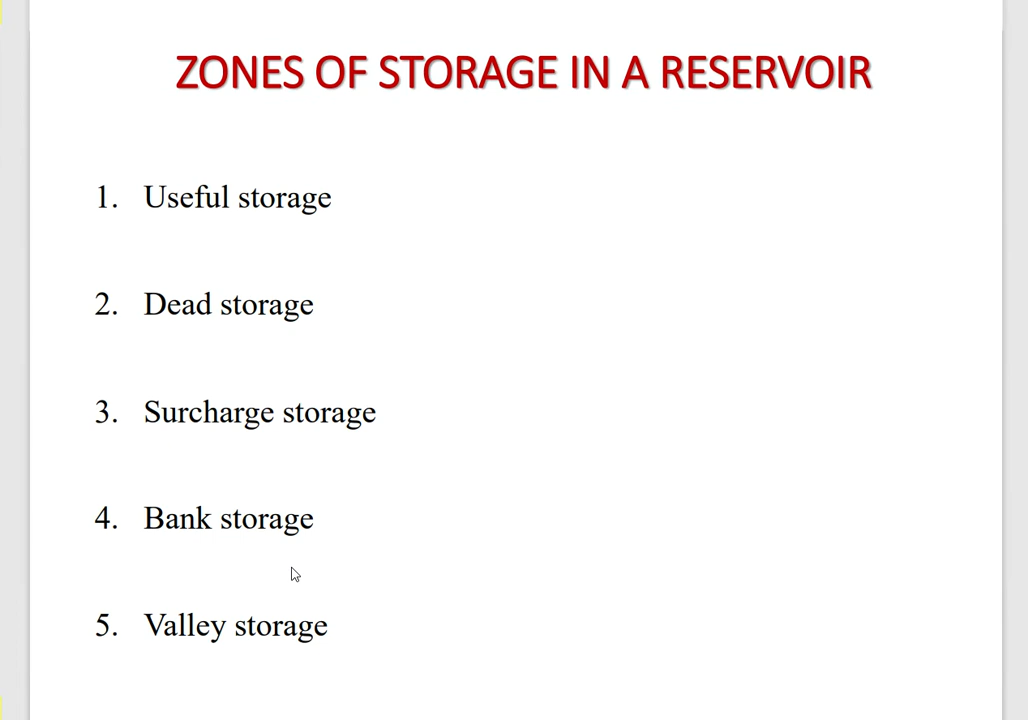 ZONES OF STORAGE IN A RESERVOIR
1. Useful storage
2. Dead storage
3. Surcharge storage
4. Bank storage
5. Valley storage